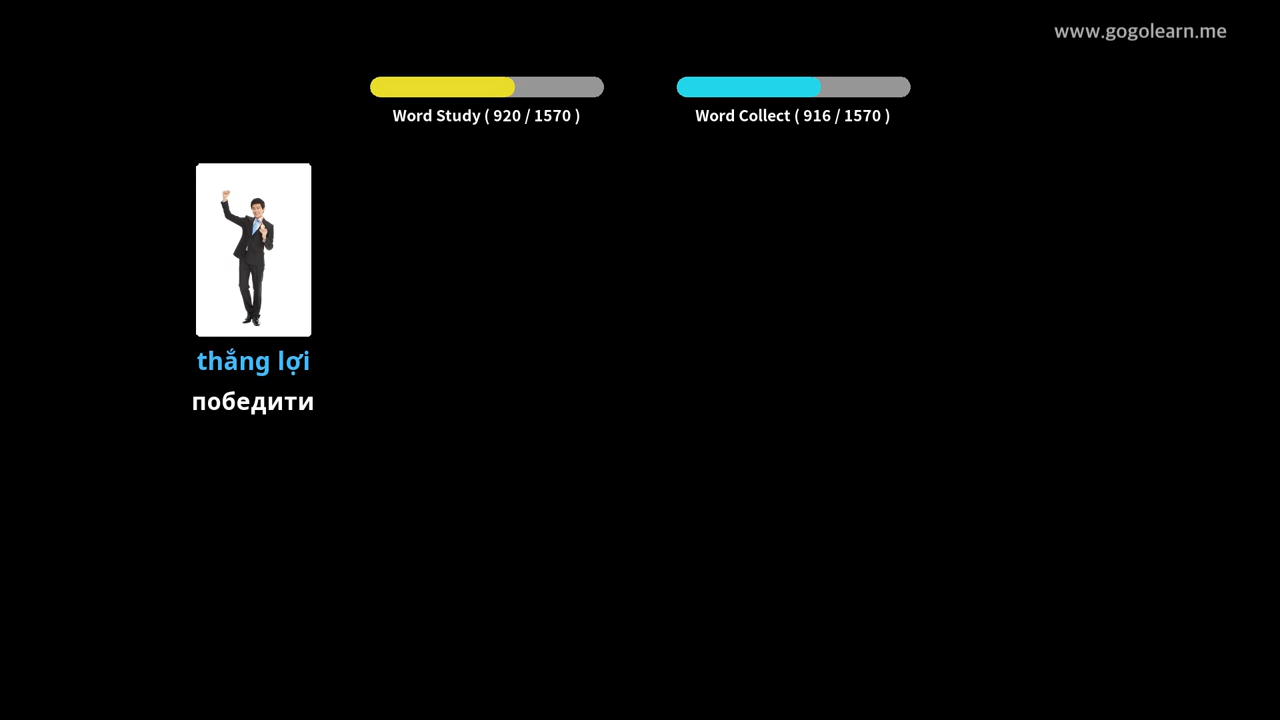 www.gogolearn.me
Word Study ( 920 / 1570 )
Word Collect ( 916 / 1570 )
thắng lợi
победити